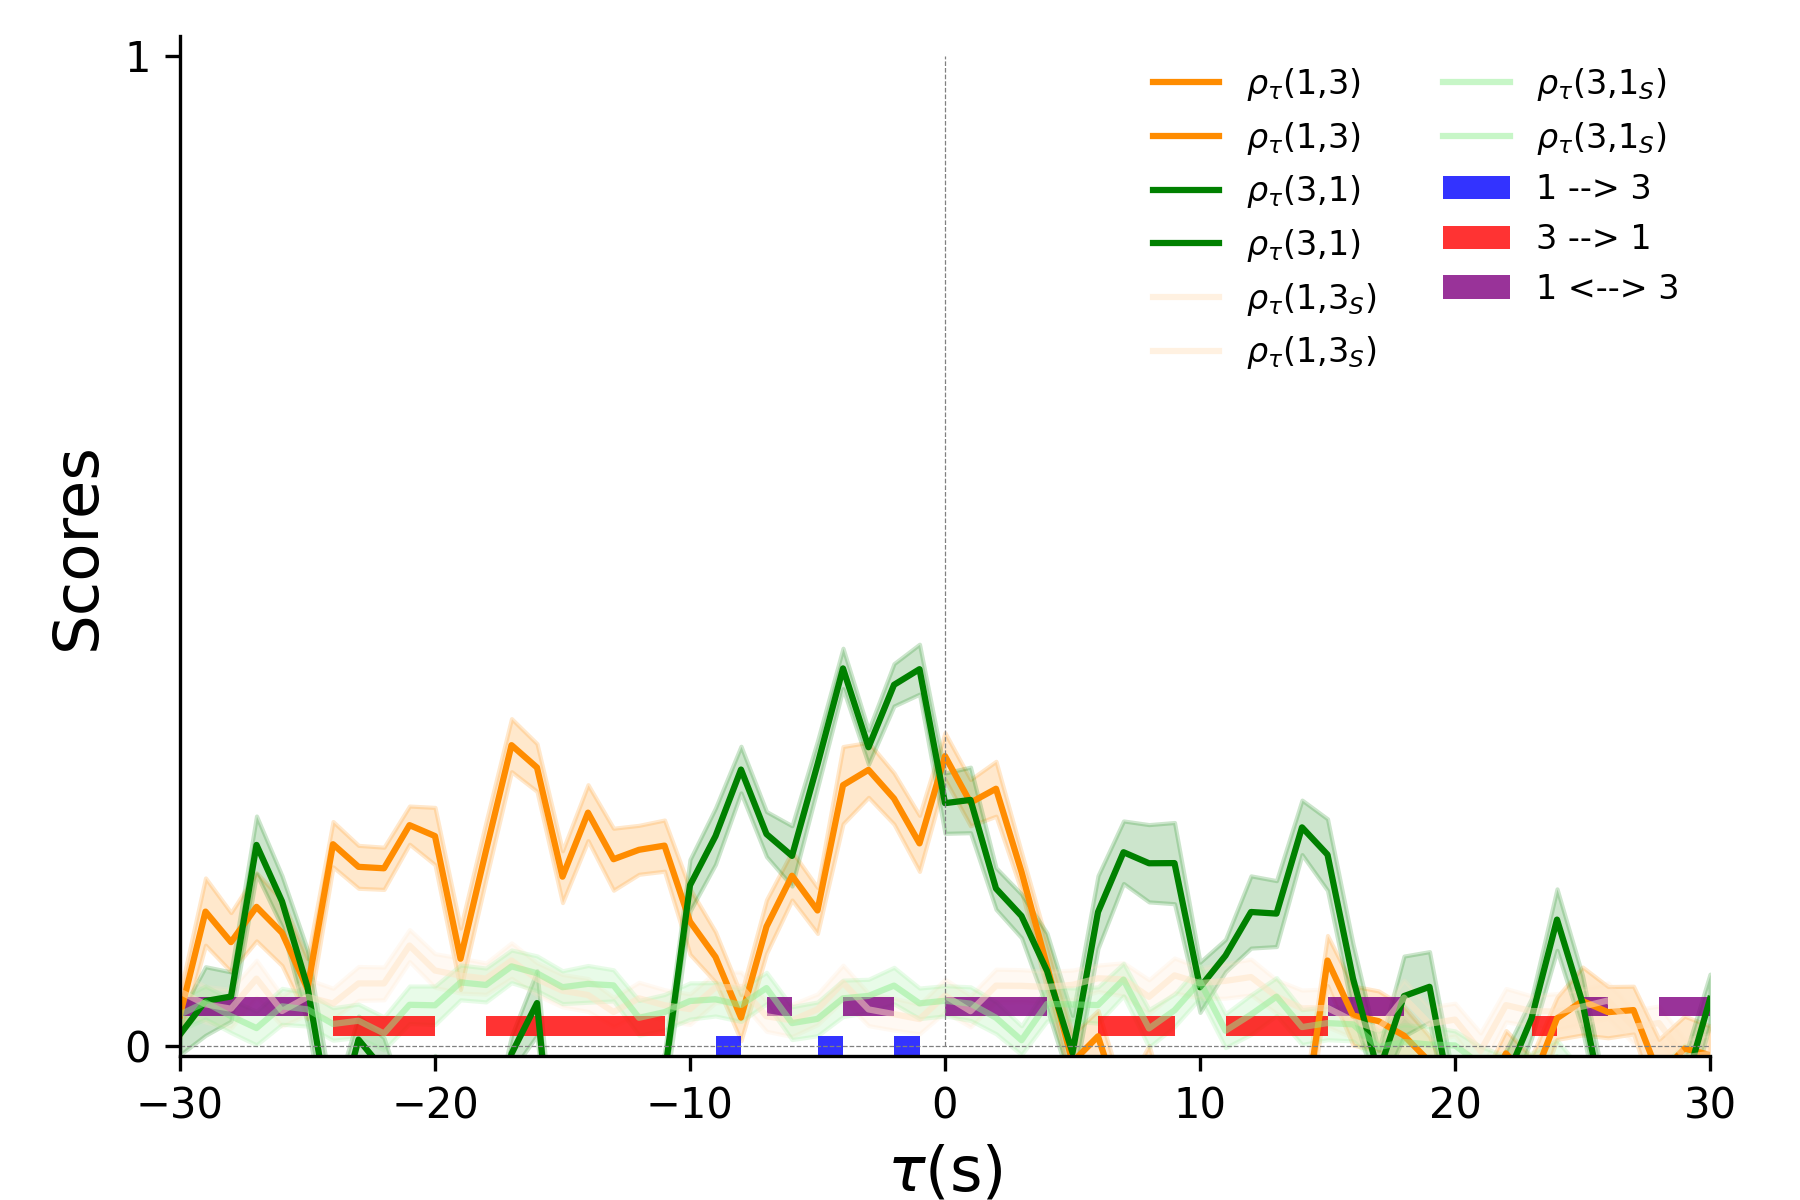 1
ρτ(1,3)
ρτ(1,3)
ρτ(3,1)
ρτ(3,1)
ρτ(1,3S)
ρτ(1,3S)
ρτ(3,1S)
ρτ(3,1S)
1 --> 3
3 --> 1
1 <--> 3
Scores
0
−30 −20 −10 0 10 20 30
τ(s)